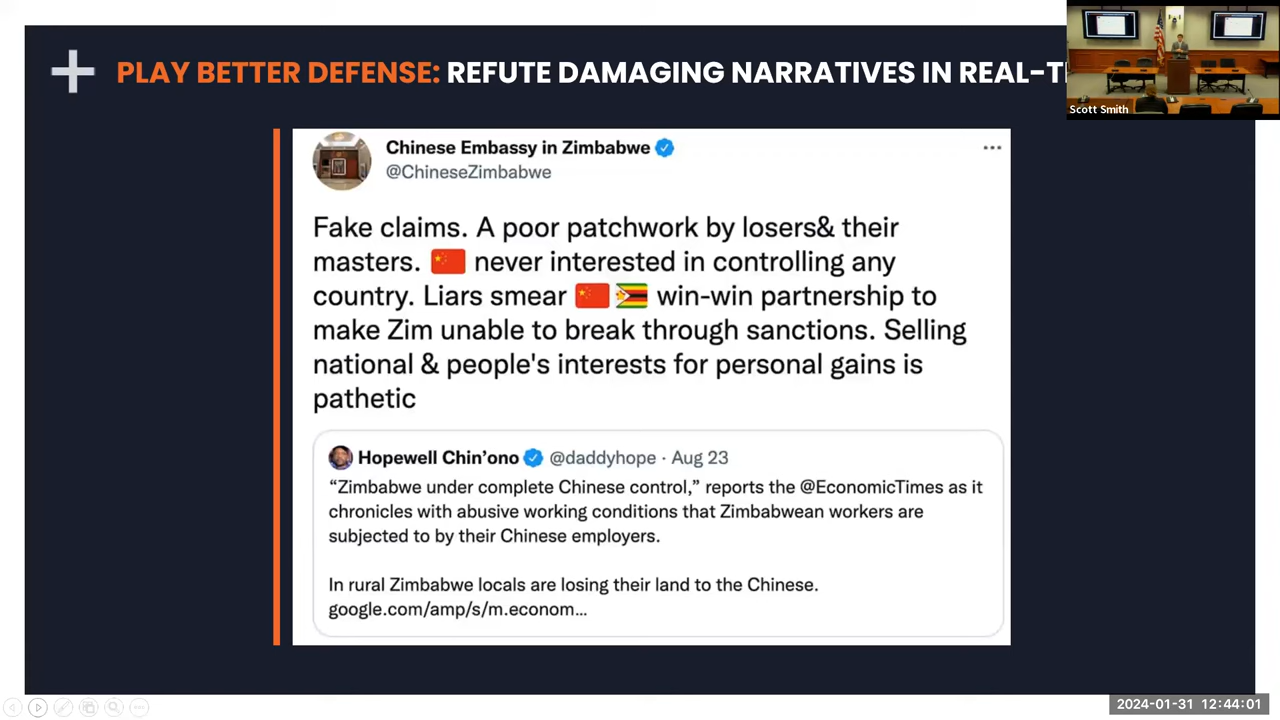 PLAY BETTER DEFENSE: REFUTE DAMAGING NARRATIVES IN REAL-T
Scott Smith
Chinese Embassy in Zimbabwe
@ChineseZimbabwe
Fake claims. A poor patchwork by losers& their
masters. 🇨🇳 never interested in controlling any
country. Liars smear 🇨🇳🇿🇼 win-win partnership to
make Zim unable to break through sanctions. Selling
national & people's interests for personal gains is
pathetic
Hopewell Chin’ono @daddyhope · Aug 23
“Zimbabwe under complete Chinese control,” reports the @EconomicTimes as it
chronicles with abusive working conditions that Zimbabwean workers are
subjected to by their Chinese employers.
In rural Zimbabwe locals are losing their land to the Chinese.
google.com/amp/s/m.econom...
2024-01-31 12:44:01